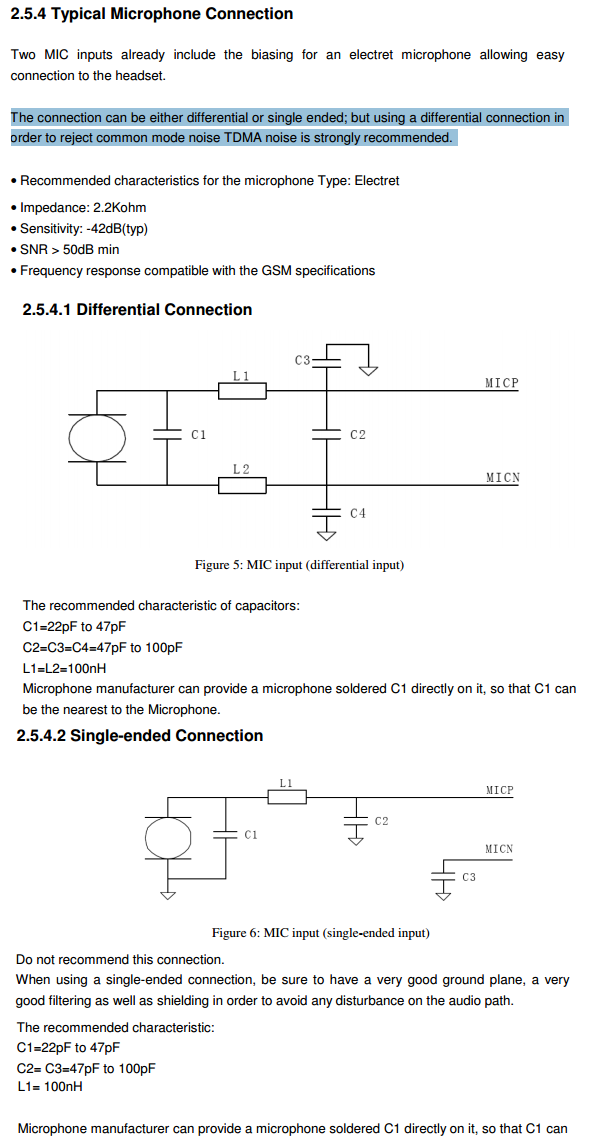 2.5.4 Typical Microphone Connection
Two MIC inputs already include the biasing for an electret microphone allowing easy
connection to the headset.
The connection can be either differential or single ended; but using a differential connection in
order to reject common mode noise TDMA noise is strongly recommended.
• Recommended characteristics for the microphone Type: Electret
• Impedance: 2.2Kohm
• Sensitivity: -42dB(typ)
• SNR > 50dB min
• Frequency response compatible with the GSM specifications
2.5.4.1 Differential Connection
C3
L1
MICP
C1
C2
L2
MICN
C4
Figure 5: MIC input (differential input)
The recommended characteristic of capacitors:
C1=22pF to 47pF
C2=C3=C4=47pF to 100pF
L1=L2=100nH
Microphone manufacturer can provide a microphone soldered C1 directly on it, so that C1 can
be the nearest to the Microphone.
2.5.4.2 Single-ended Connection
L1
MICP
C2
C1
MICN
C3
Figure 6: MIC input (single-ended input)
Do not recommend this connection.
When using a single-ended connection, be sure to have a very good ground plane, a very
good filtering as well as shielding in order to avoid any disturbance on the audio path.
The recommended characteristic:
C1=22pF to 47pF
C2= C3=47pF to 100pF
L1= 100nH
Microphone manufacturer can provide a microphone soldered C1 directly on it, so that C1 can